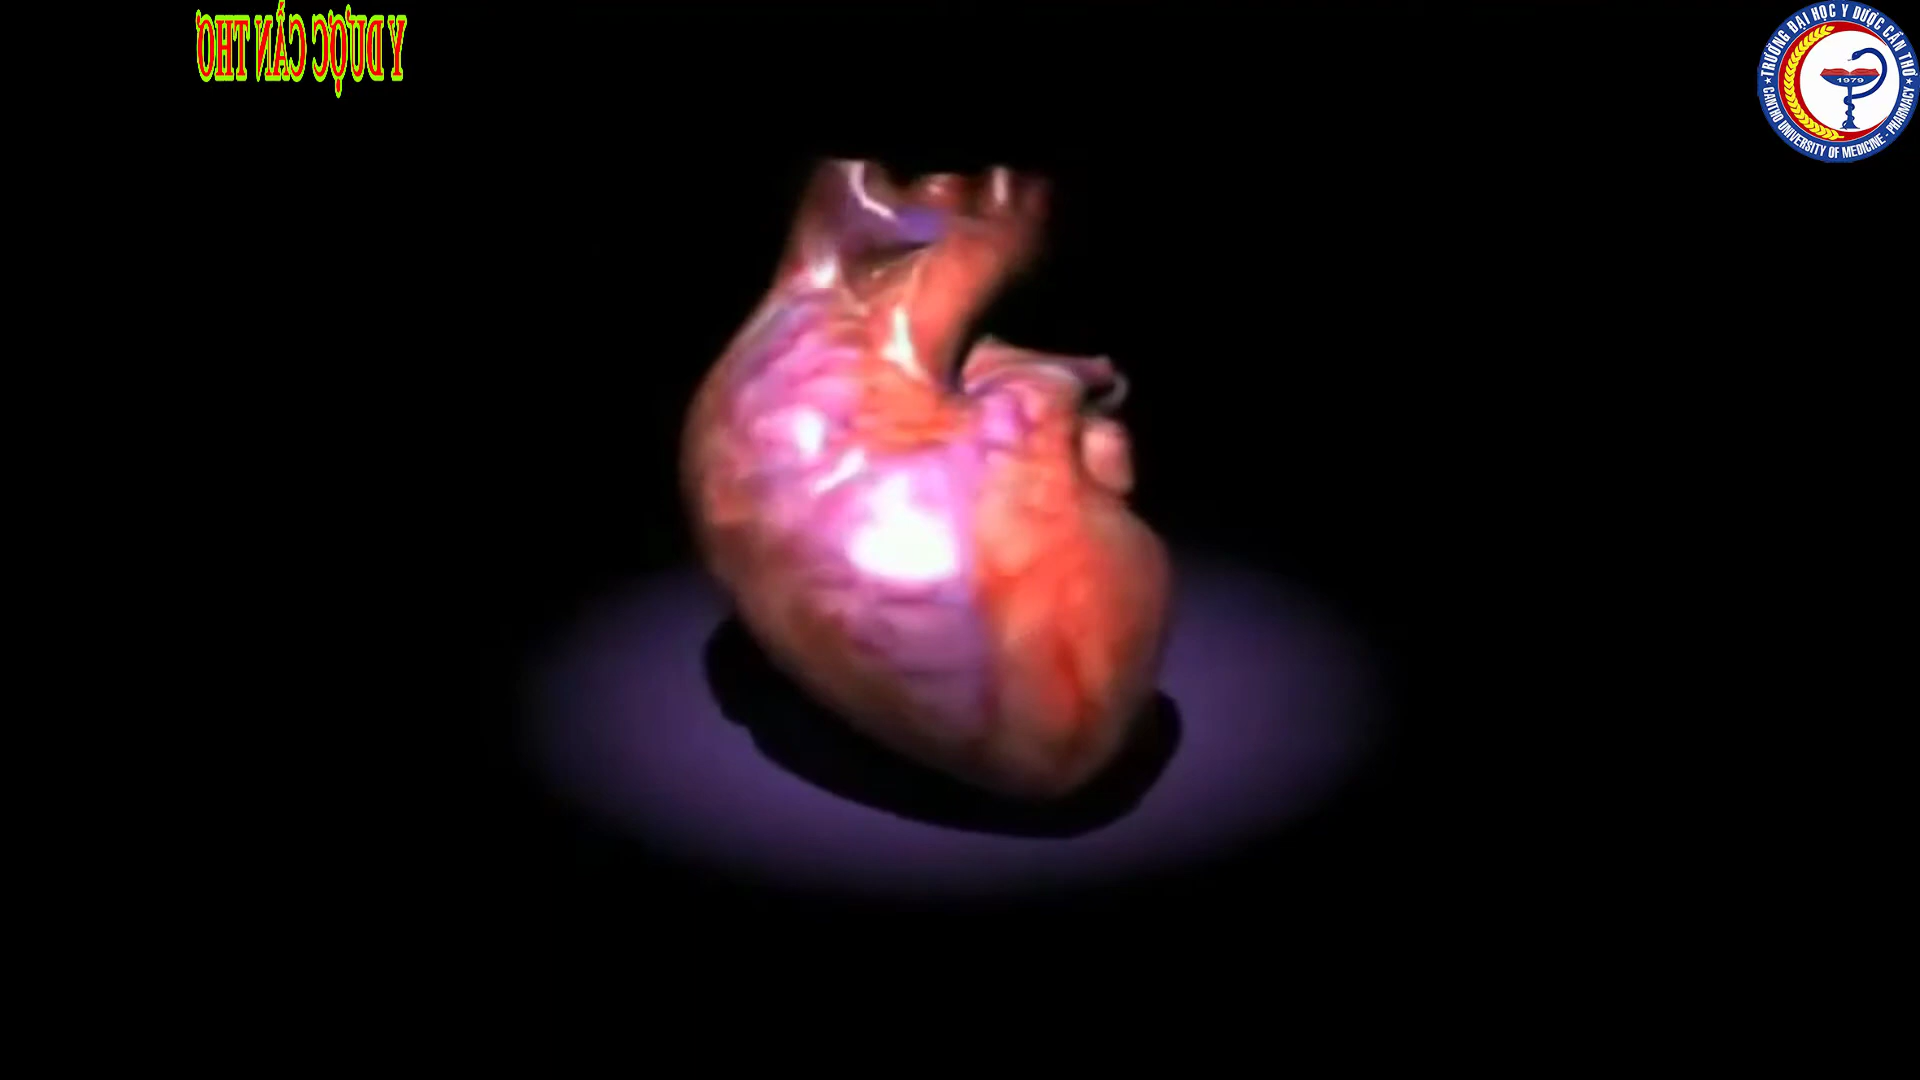 Y DƯỢC CẦN THƠ
TRƯỜNG ĐẠI HỌC Y DƯỢC CẦN THƠ
1979
CANTHO UNIVERSITY OF MEDICINE - PHARMACY